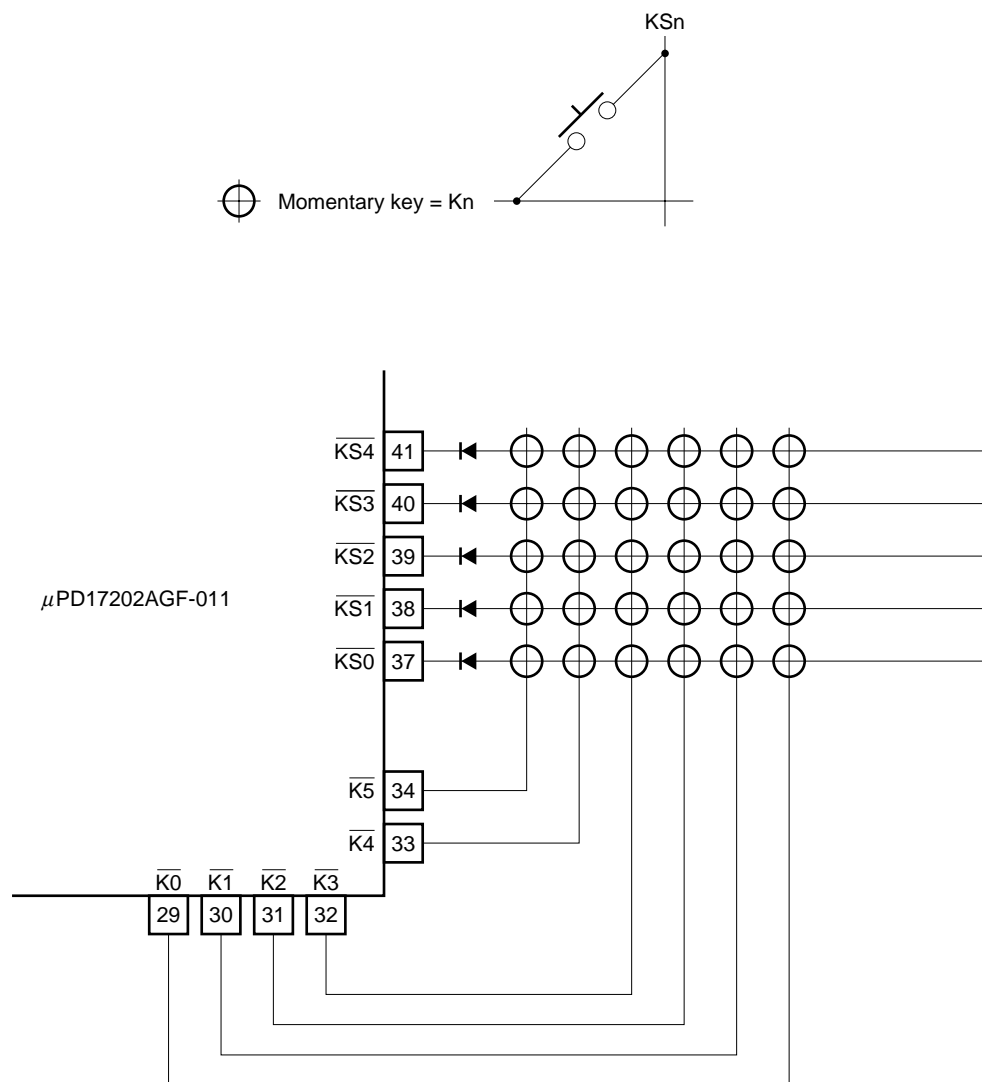 KSn
Momentary key = Kn
KS4 41
KS3 40
KS2 39
μPD17202AGF-011
KS1 38
KS0 37
K5 34
K4 33
K0 K1 K2 K3
29 30 31 32